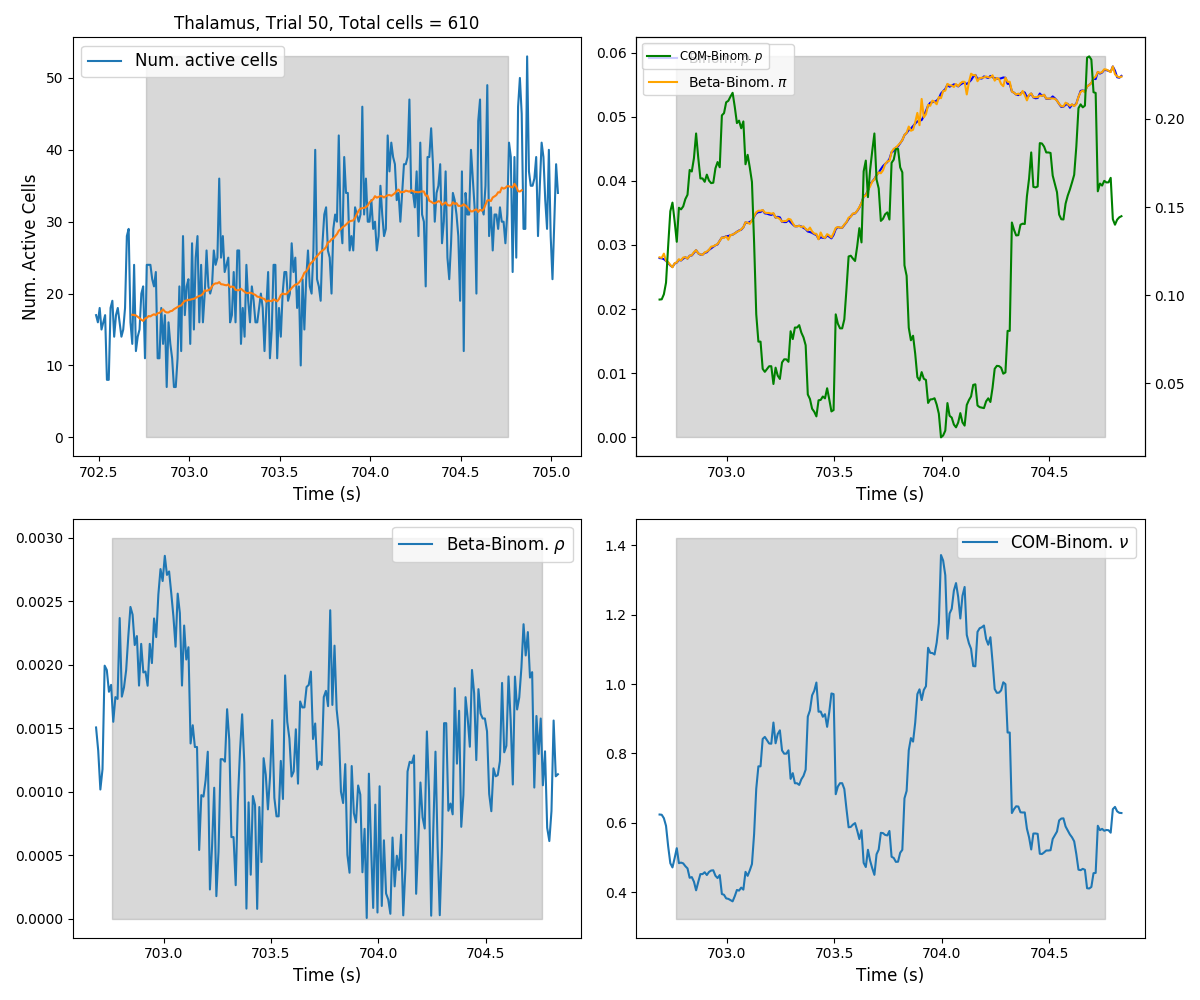 Thalamus, Trial 50, Total cells = 610
Num. active cells
Num. Active Cells
50
40
30
20
10
0
702.5 703.0 703.5 704.0 704.5 705.0
Time (s)
COM-Binom. p
Beta-Binom. π
0.06
0.05
0.04
0.03
0.02
0.01
0.00
0.20
0.15
0.10
0.05
703.0 703.5 704.0 704.5
Time (s)
Beta-Binom. ρ
0.0030
0.0025
0.0020
0.0015
0.0010
0.0005
0.0000
703.0 703.5 704.0 704.5
Time (s)
COM-Binom. ν
1.4
1.2
1.0
0.8
0.6
0.4
703.0 703.5 704.0 704.5
Time (s)